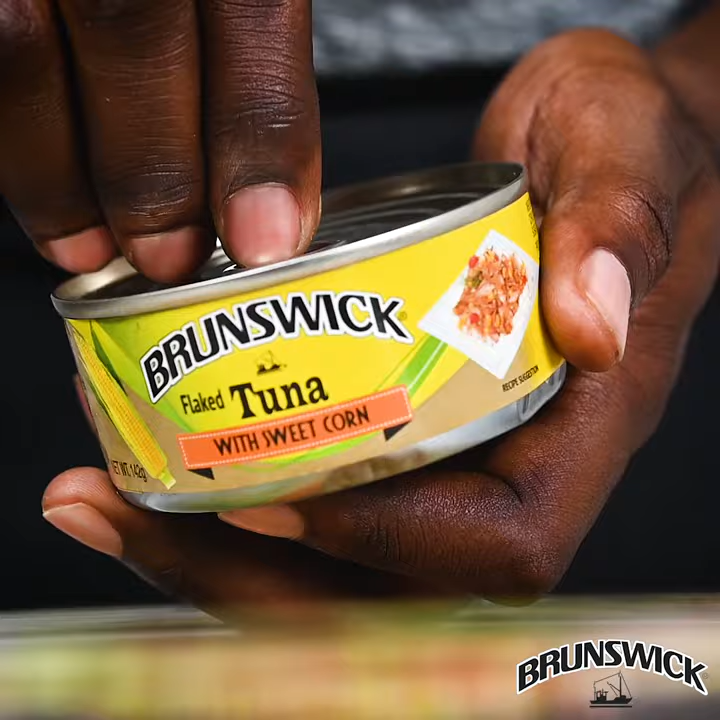 BRUNSWICK
Flaked Tuna
WITH SWEET CORN
RECIPE SUGGESTION
NET WT. 142g
BRUNSWICK